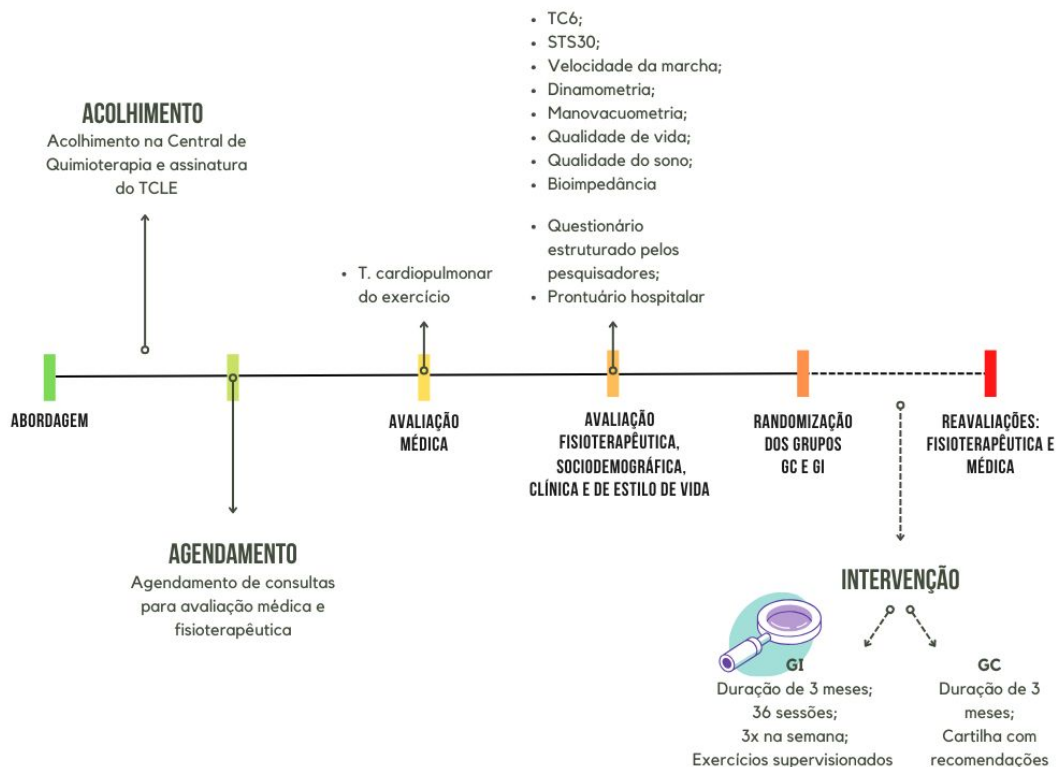 • TC6;
• STS30;
• Velocidade da marcha;
• Dinamometria;
• Manovacuometria;
• Qualidade de vida;
• Qualidade do sono;
• Bioimpedância
• Questionário
estruturado pelos
pesquisadores;
• Prontuário hospitalar
ACOLHIMENTO
Acolhimento na Central de
Quimioterapia e assinatura
do TCLE
• T. cardiopulmonar
do exercício
ABORDAGEM
AVALIAÇÃO
MÉDICA
AVALIAÇÃO
FISIOTERAPÊUTICA,
SOCIODEMOGRÁFICA,
CLÍNICA E DE ESTILO DE VIDA
RANDOMIZAÇÃO
DOS GRUPOS
GC E GI
REAVALIAÇÕES:
FISIOTERAPÊUTICA E
MÉDICA
AGENDAMENTO
Agendamento de consultas
para avaliação médica e
fisioterapêutica
INTERVENÇÃO
GI
Duração de 3 meses;
36 sessões;
3x na semana;
Exercícios supervisionados
GC
Duração de 3
meses;
Cartilha com
recomendações